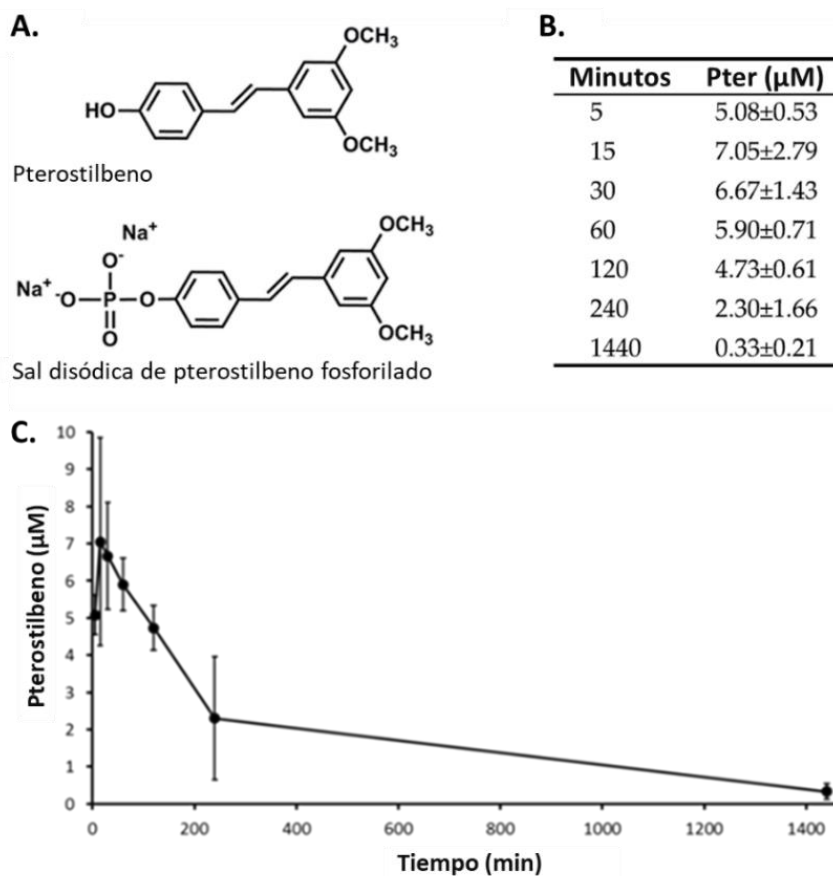 A.
OCH3
HO
OCH3
Pterostilbeno
Na+
O-
Na+ -O-P-O
O
OCH3
OCH3
Sal disódica de pterostilbeno fosforilado
B.
Minutos Pter (µM)
5 5.08±0.53
15 7.05±2.79
30 6.67±1.43
60 5.90±0.71
120 4.73±0.61
240 2.30±1.66
1440 0.33±0.21
C.
Pterostilbeno (µM)
10
9
8
7
6
5
4
3
2
1
0
0 200 400 600 800 1000 1200 1400
Tiempo (min)